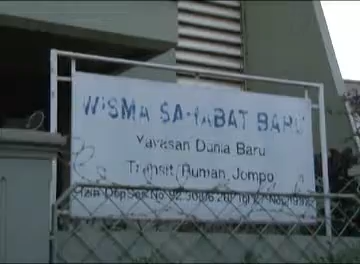 WISMA SAHABAT BARU
Yayasan Dunia Baru
Transit/Rumah Jompo